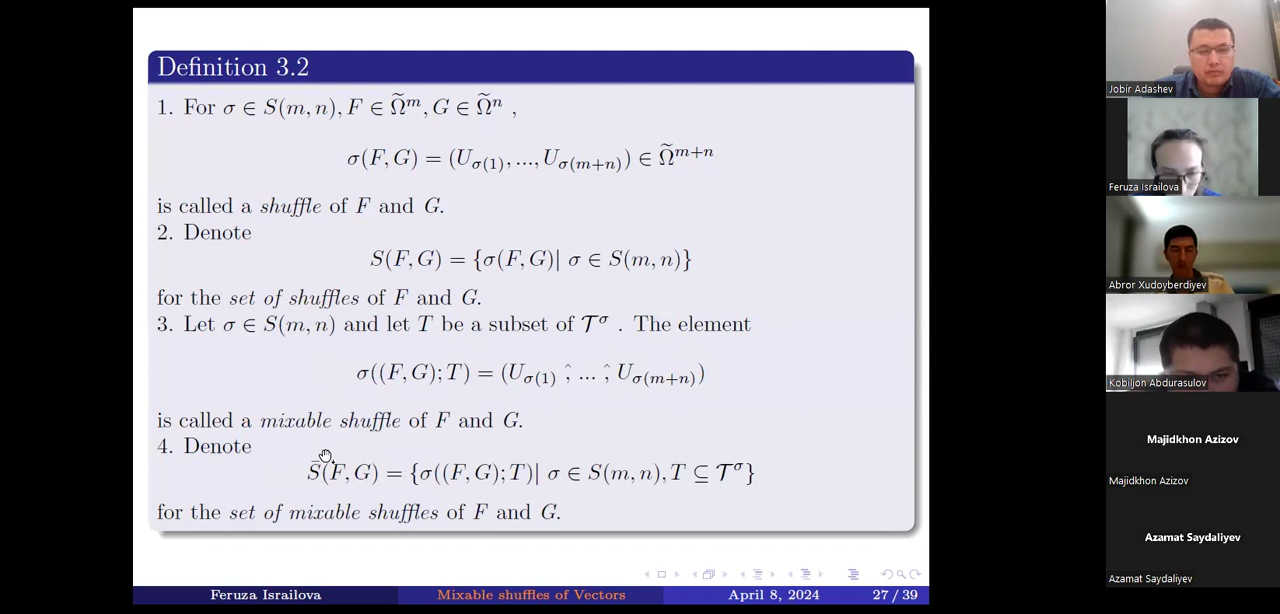 Definition 3.2
1. For σ ∈ S(m, n), F ∈ Ω̃ᵐ, G ∈ Ω̃ⁿ ,
σ(F, G) = (U_σ(1), ..., U_σ(m+n)) ∈ Ω̃ᵐ⁺ⁿ
is called a shuffle of F and G.
2. Denote
S(F, G) = {σ(F, G)| σ ∈ S(m, n)}
for the set of shuffles of F and G.
3. Let σ ∈ S(m, n) and let T be a subset of 𝒯^σ . The element
σ((F, G); T) = (U_σ(1) ,̂ ... ,̂ U_σ(m+n))
is called a mixable shuffle of F and G.
4. Denote
S̄(F, G) = {σ((F, G); T)| σ ∈ S(m, n), T ⊆ 𝒯^σ}
for the set of mixable shuffles of F and G.
Feruza Israilova Mixable shuffles of Vectors April 8, 2024 27 / 39
Jobir Adashev
Feruza Israilova
Abror Xudoyberdiyev
Kobiljon Abdurasulov
Majidkhon Azizov
Majidkhon Azizov
Azamat Saydaliyev
Azamat Saydaliyev